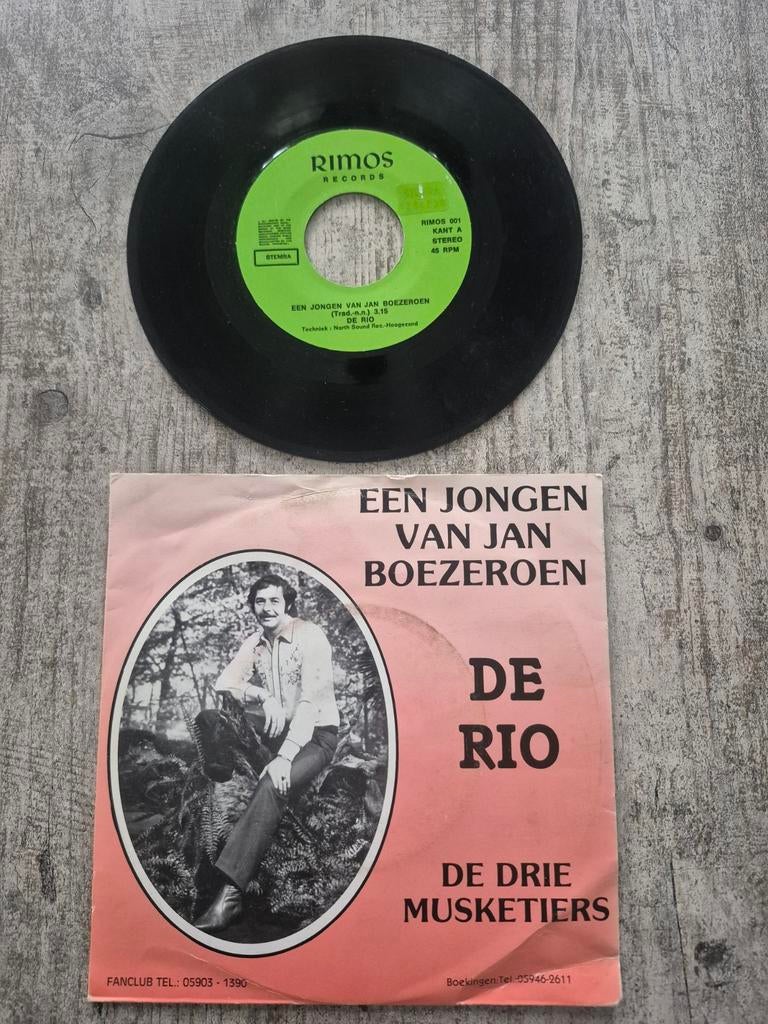 RIMOS
RECORDS
RIMOS 001
KANT A
STEREO
45 RPM
STEMRA
EEN JONGEN VAN JAN BOEZEROEN
(Trad.-n.n.) 3.15
DE RIO
Techniek : North Sound Rec.-Hoogezand
EEN JONGEN
VAN JAN
BOEZEROEN
DE
RIO
DE DRIE
MUSKETIERS
FANCLUB TEL.: 05903 - 1390
Boekingen Tel. 05946-2611